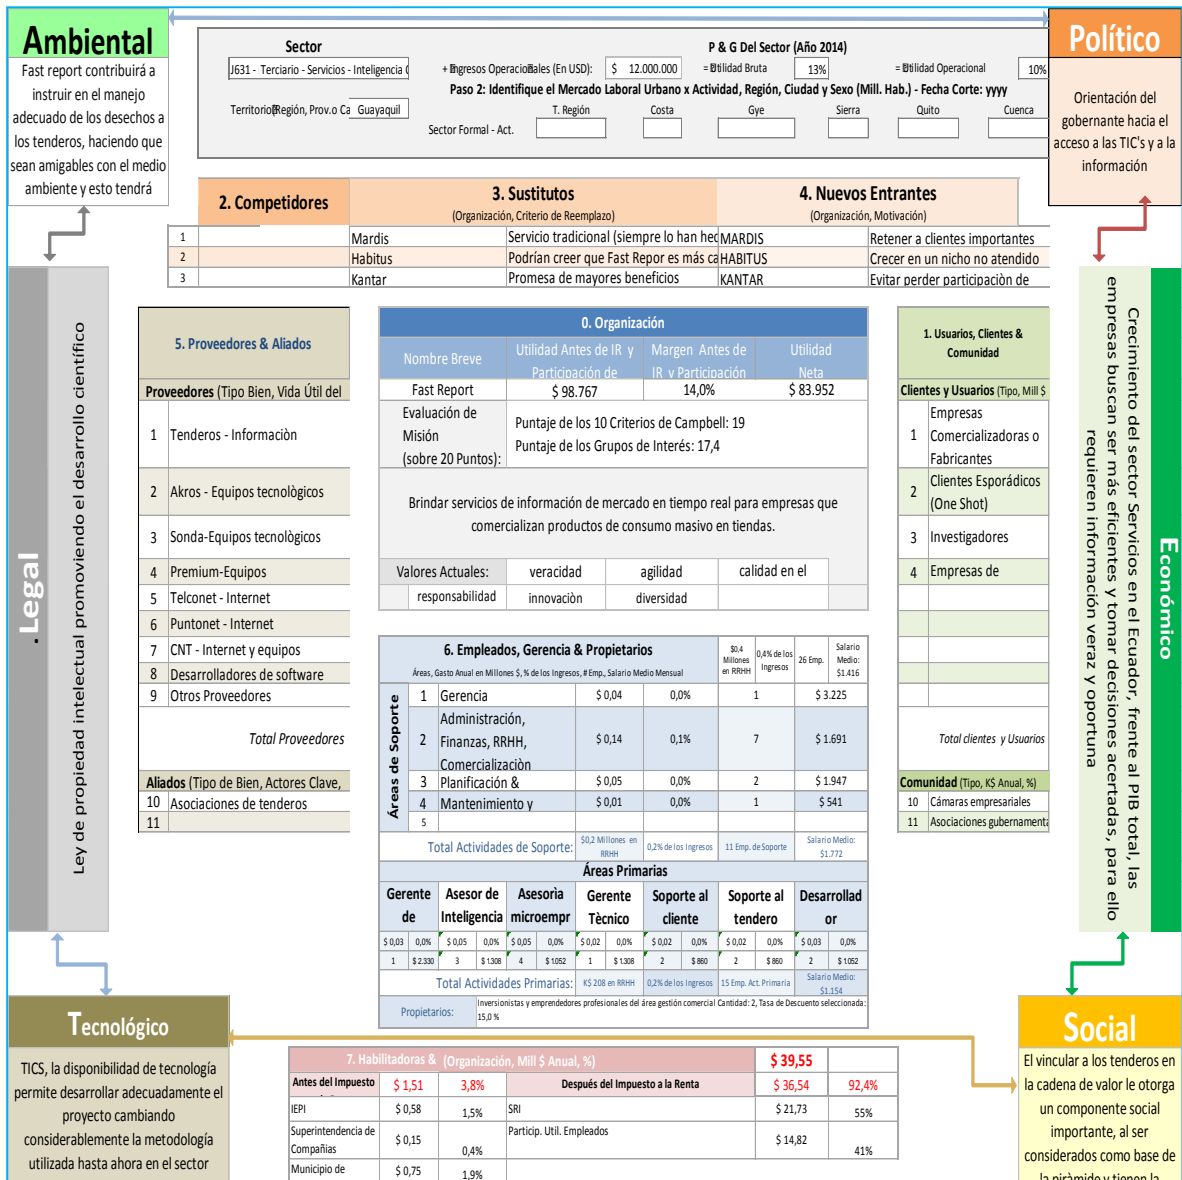 Ambiental
Fast report contribuirá a
instruir en el manejo
adecuado de los desechos a
los tenderos, haciendo que
sean amigables con el medio
ambiente y esto tendrá
Sector
P & G Del Sector (Año 2014)
J631 - Terciario - Servicios - Inteligencia
Operacionales (En USD): $ 12.000.000 Bruta 13% Operacional 10%
Paso 2: Identifique el Mercado Laboral Urbano x Actividad, Región, Ciudad y Sexo (Mill. Hab.) - Fecha Corte: yyyy
Prov.o Ca Guayaquil
T. Región Costa Gye Sierra Quito Cuenca
Sector Formal - Act.
Político
Orientación del
gobernante hacia el
acceso a las TIC's y a la
información
2. Competidores 3. Sustitutos 4. Nuevos Entrantes
(Organización, Criterio de Reemplazo) (Organización, Motivación)
1 Mardis Servicio tradicional (siempre lo han hec MARDIS Retener a clientes importantes
2 Habitus Podrían creer que Fast Repor es más ca HABITUS Crecer en un nicho no atendido
3 Kantar Promesa de mayores beneficios KANTAR Evitar perder participaciòn de
. Legal
Ley de propiedad intelectual promoviendo el desarrollo científico
5. Proveedores & Aliados
Proveedores (Tipo Bien, Vida Útil del
1 Tenderos - Informaciòn
2 Akros - Equipos tecnològicos
3 Sonda-Equipos tecnològicos
4 Premium-Equipos
5 Telconet - Internet
6 Puntonet - Internet
7 CNT - Internet y equipos
8 Desarrolladores de software
9 Otros Proveedores
Total Proveedores
Aliados (Tipo de Bien, Actores Clave,
10 Asociaciones de tenderos
11
0. Organización
Nombre Breve
Utilidad Antes de IR y
Participación de
Margen Antes de
IR y Participación
Utilidad
Neta
Fast Report $ 98.767 14,0% $ 83.952
Evaluación de
Misión
(sobre 20 Puntos):
Puntaje de los 10 Criterios de Campbell: 19
Puntaje de los Grupos de Interés: 17,4
Brindar servicios de información de mercado en tiempo real para empresas que
comercializan productos de consumo masivo en tiendas.
Valores Actuales: veracidad agilidad calidad en el
responsabilidad innovaciòn diversidad
6. Empleados, Gerencia & Propietarios
Áreas, Gasto Anual en Millones $, % de los Ingresos, # Emp., Salario Medio Mensual
$0,4
Millones
en RRHH
0,4% de los
Ingresos
26 Emp.
Salario
Medio:
$1.416
Áreas de Soporte
1 Gerencia $ 0,04 0,0% 1 $ 3.225
2 Administración,
Finanzas, RRHH,
Comercializaciòn
$ 0,14 0,1% 7 $ 1.691
3 Planificación & $ 0,05 0,0% 2 $ 1.947
4 Mantenimiento y $ 0,01 0,0% 1 $ 541
5
Total Actividades de Soporte:
$0,2 Millones en
RRHH
0,2% de los Ingresos
11 Emp. de Soporte
Salario Medio:
$1.772
Áreas Primarias
Gerente
de
Asesor de
Inteligencia
Asesorìa
microempr
Gerente
Tècnico
Soporte al
cliente
Soporte al
tendero
Desarrollad
or
$ 0,03 0,0% $ 0,05 0,0% $ 0,05 0,0% $ 0,02 0,0% $ 0,02 0,0% $ 0,02 0,0% $ 0,03 0,0%
1 $ 2.330 3 $ 1.308 4 $ 1.052 1 $ 1.308 2 $ 860 2 $ 860 2 $ 1.052
Total Actividades Primarias: K$ 208 en RRHH 0,2% de los Ingresos 15 Emp. Act. Primaria
Salario Medio:
$1.154
Propietarios:
Inversionistas y emprendedores profesionales del área gestión comercial Cantidad: 2, Tasa de Descuento seleccionada:
15,0 %
1. Usuarios, Clientes &
Comunidad
Clientes y Usuarios (Tipo, Mill $
1 Empresas
Comercializadoras o
Fabricantes
2 Clientes Esporádicos
(One Shot)
3 Investigadores
4 Empresas de
Total clientes y Usuarios
Comunidad (Tipo, K$ Anual, %)
10 Cámaras empresariales
11 Asociaciones gubernamenta
Económico
Crecimiento del sector Servicios en el Ecuador, frente al PIB total, las
empresas buscan ser más eficientes y tomar decisiones acertadas, para ello
requieren información veraz y oportuna
Tecnológico
TICS, la disponibilidad de tecnología
permite desarrollar adecuadamente el
proyecto cambiando
considerablemente la metodología
utilizada hasta ahora en el sector
7. Habilitadoras & (Organización, Mill $ Anual, %) $ 39,55
Antes del Impuesto $ 1,51 3,8% Después del Impuesto a la Renta $ 36,54 92,4%
IEPI $ 0,58 1,5% SRI $ 21,73 55%
Superintendencia de
Compañias
$ 0,15 0,4% Particip. Util. Empleados $ 14,82 41%
Municipio de $ 0,75 1,9%
Social
El vincular a los tenderos en
la cadena de valor le otorga
un componente social
importante, al ser
considerados como base de
la piràmide y tienen la